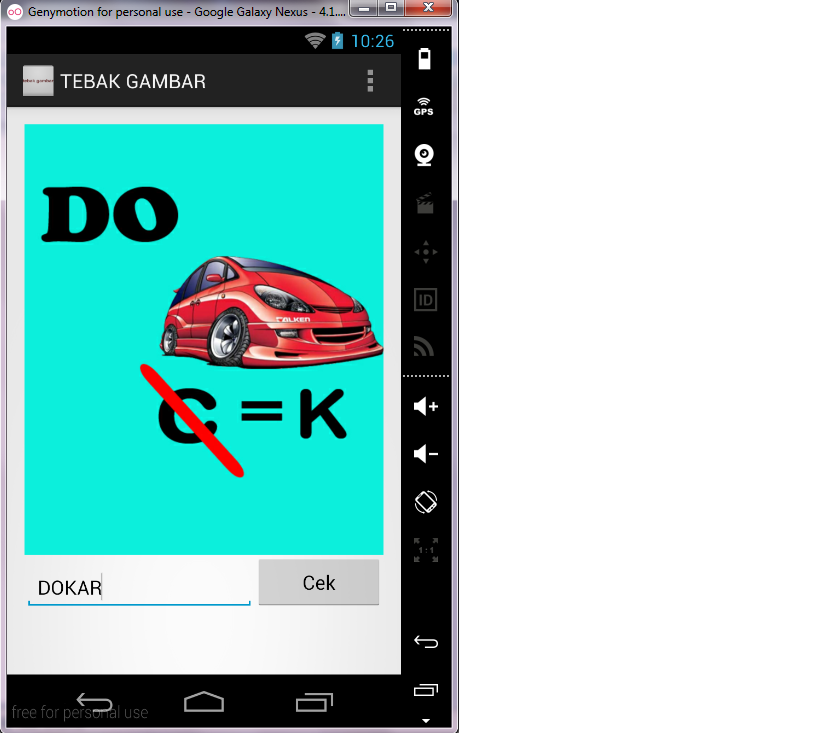 Genymotion for personal use - Google Galaxy Nexus - 4.1....
10:26
TEBAK GAMBAR
GPS
DO
FALKEN
ID
C = K
1:1
DOKAR
Cek
free for personal use